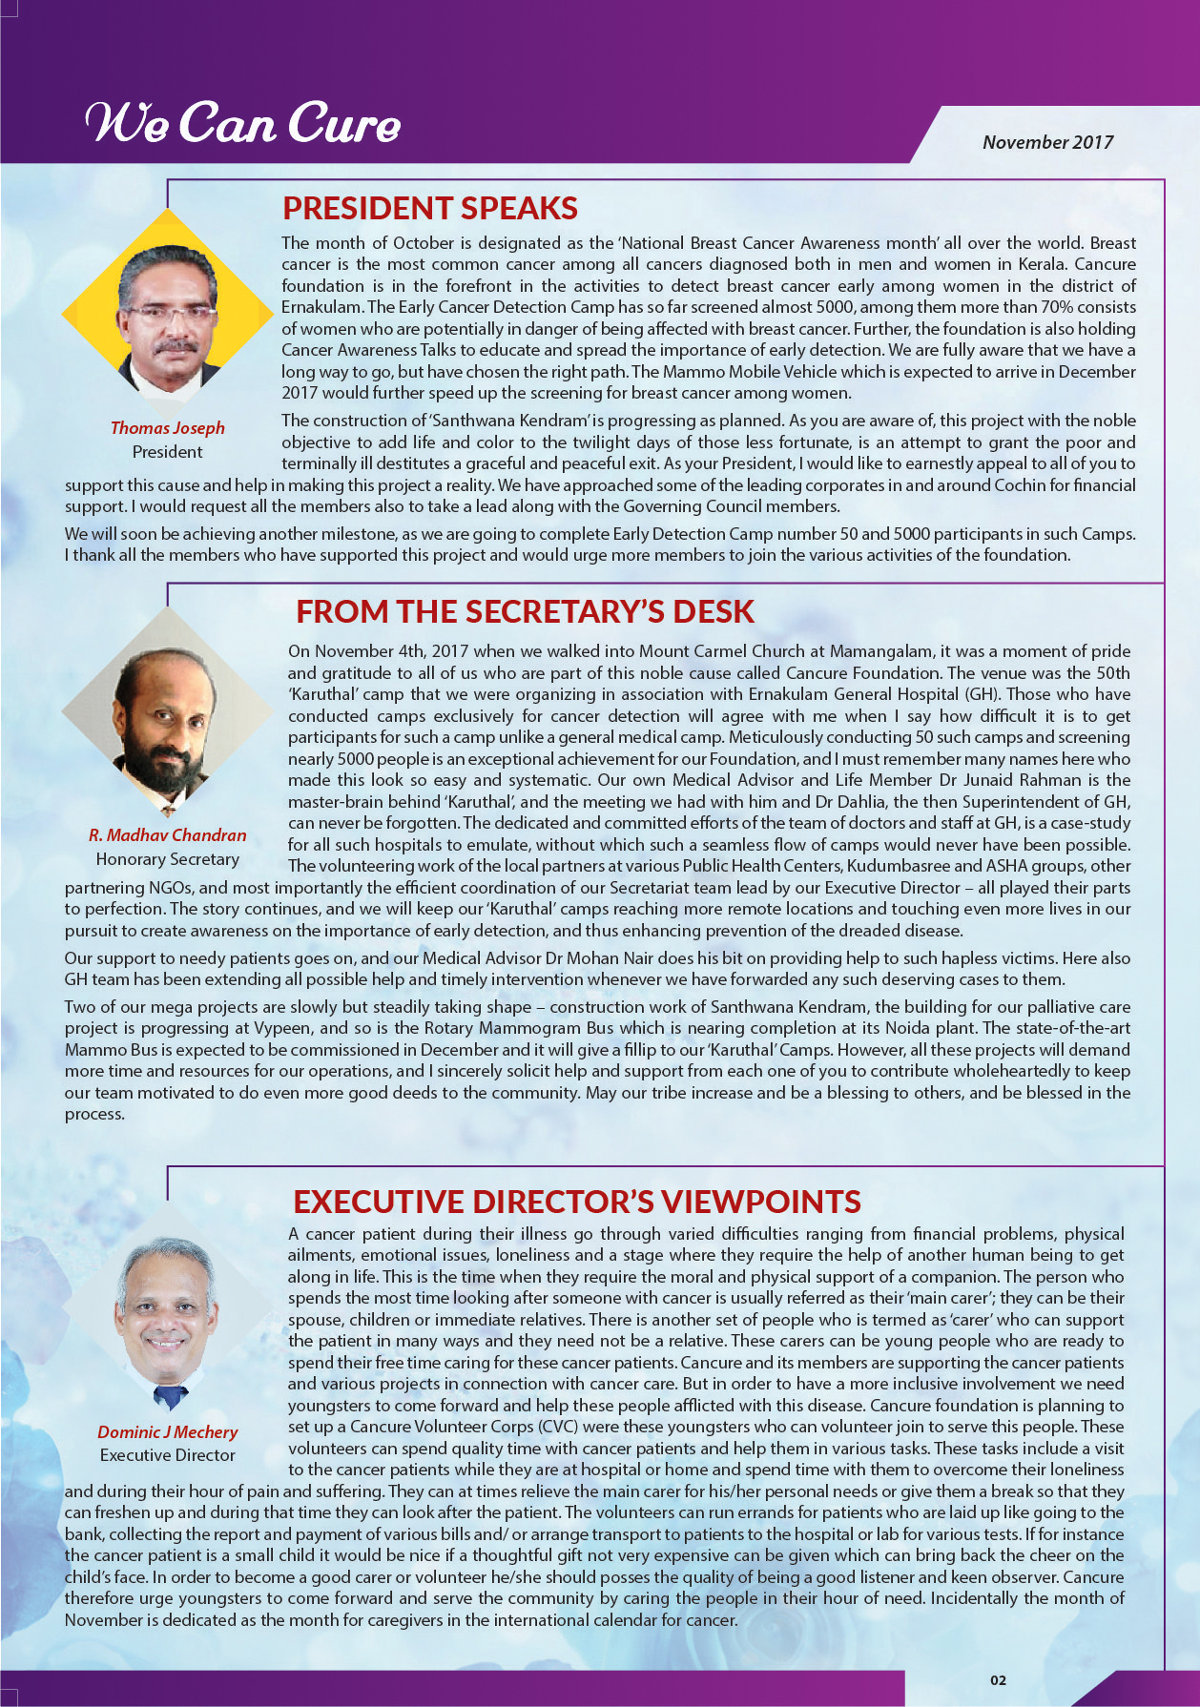 We Can Cure
November 2017
PRESIDENT SPEAKS
The month of October is designated as the ‘National Breast Cancer Awareness month’ all over the world. Breast
cancer is the most common cancer among all cancers diagnosed both in men and women in Kerala. Cancure
foundation is in the forefront in the activities to detect breast cancer early among women in the district of
Ernakulam. The Early Cancer Detection Camp has so far screened almost 5000, among them more than 70% consists
of women who are potentially in danger of being affected with breast cancer. Further, the foundation is also holding
Cancer Awareness Talks to educate and spread the importance of early detection. We are fully aware that we have a
long way to go, but have chosen the right path. The Mammo Mobile Vehicle which is expected to arrive in December
2017 would further speed up the screening for breast cancer among women.
Thomas Joseph
President
The construction of ‘Santhwana Kendram’ is progressing as planned. As you are aware of, this project with the noble
objective to add life and color to the twilight days of those less fortunate, is an attempt to grant the poor and
terminally ill destitutes a graceful and peaceful exit. As your President, I would like to earnestly appeal to all of you to
support this cause and help in making this project a reality. We have approached some of the leading corporates in and around Cochin for financial
support. I would request all the members also to take a lead along with the Governing Council members.
We will soon be achieving another milestone, as we are going to complete Early Detection Camp number 50 and 5000 participants in such Camps.
I thank all the members who have supported this project and would urge more members to join the various activities of the foundation.
FROM THE SECRETARY’S DESK
On November 4th, 2017 when we walked into Mount Carmel Church at Mamangalam, it was a moment of pride
and gratitude to all of us who are part of this noble cause called Cancure Foundation. The venue was the 50th
‘Karuthal’ camp that we were organizing in association with Ernakulam General Hospital (GH). Those who have
conducted camps exclusively for cancer detection will agree with me when I say how difficult it is to get
participants for such a camp unlike a general medical camp. Meticulously conducting 50 such camps and screening
nearly 5000 people is an exceptional achievement for our Foundation, and I must remember many names here who
made this look so easy and systematic. Our own Medical Advisor and Life Member Dr Junaid Rahman is the
master-brain behind ‘Karuthal’, and the meeting we had with him and Dr Dahlia, the then Superintendent of GH,
can never be forgotten. The dedicated and committed efforts of the team of doctors and staff at GH, is a case-study
for all such hospitals to emulate, without which such a seamless flow of camps would never have been possible.
The volunteering work of the local partners at various Public Health Centers, Kudumbasree and ASHA groups, other
R. Madhav Chandran
Honorary Secretary
partnering NGOs, and most importantly the efficient coordination of our Secretariat team lead by our Executive Director – all played their parts
to perfection. The story continues, and we will keep our ‘Karuthal’ camps reaching more remote locations and touching even more lives in our
pursuit to create awareness on the importance of early detection, and thus enhancing prevention of the dreaded disease.
Our support to needy patients goes on, and our Medical Advisor Dr Mohan Nair does his bit on providing help to such hapless victims. Here also
GH team has been extending all possible help and timely intervention whenever we have forwarded any such deserving cases to them.
Two of our mega projects are slowly but steadily taking shape – construction work of Santhwana Kendram, the building for our palliative care
project is progressing at Vypeen, and so is the Rotary Mammogram Bus which is nearing completion at its Noida plant. The state-of-the-art
Mammo Bus is expected to be commissioned in December and it will give a fillip to our ‘Karuthal’ Camps. However, all these projects will demand
more time and resources for our operations, and I sincerely solicit help and support from each one of you to contribute wholeheartedly to keep
our team motivated to do even more good deeds to the community. May our tribe increase and be a blessing to others, and be blessed in the
process.
EXECUTIVE DIRECTOR’S VIEWPOINTS
A cancer patient during their illness go through varied difficulties ranging from financial problems, physical
ailments, emotional issues, loneliness and a stage where they require the help of another human being to get
along in life. This is the time when they require the moral and physical support of a companion. The person who
spends the most time looking after someone with cancer is usually referred as their ‘main carer’; they can be their
spouse, children or immediate relatives. There is another set of people who is termed as ‘carer’ who can support
the patient in many ways and they need not be a relative. These carers can be young people who are ready to
spend their free time caring for these cancer patients. Cancure and its members are supporting the cancer patients
and various projects in connection with cancer care. But in order to have a more inclusive involvement we need
youngsters to come forward and help these people afflicted with this disease. Cancure foundation is planning to
set up a Cancure Volunteer Corps (CVC) were these youngsters who can volunteer join to serve this people. These
volunteers can spend quality time with cancer patients and help them in various tasks. These tasks include a visit
to the cancer patients while they are at hospital or home and spend time with them to overcome their loneliness
Dominic J Mechery
Executive Director
and during their hour of pain and suffering. They can at times relieve the main carer for his/her personal needs or give them a break so that they
can freshen up and during that time they can look after the patient. The volunteers can run errands for patients who are laid up like going to the
bank, collecting the report and payment of various bills and/ or arrange transport to patients to the hospital or lab for various tests. If for instance
the cancer patient is a small child it would be nice if a thoughtful gift not very expensive can be given which can bring back the cheer on the
child’s face. In order to become a good carer or volunteer he/she should posses the quality of being a good listener and keen observer. Cancure
therefore urge youngsters to come forward and serve the community by caring the people in their hour of need. Incidentally the month of
November is dedicated as the month for caregivers in the international calendar for cancer.
02